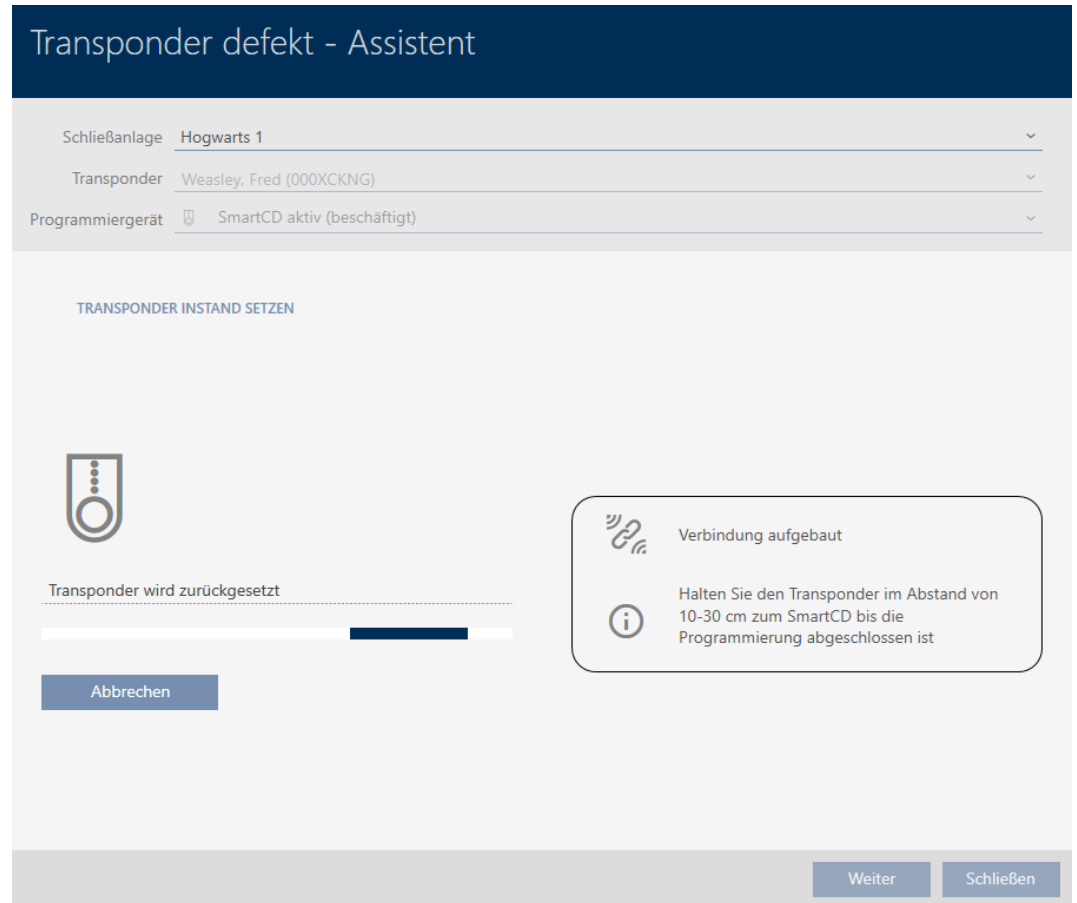 Transponder defekt - Assistent
Schließanlage Hogwarts 1
Transponder Weasley, Fred (000XCKNG)
Programmiergerät SmartCD aktiv (beschäftigt)
TRANSPONDER INSTAND SETZEN
Transponder wird zurückgesetzt
Abbrechen
Verbindung aufgebaut
Halten Sie den Transponder im Abstand von
10-30 cm zum SmartCD bis die
Programmierung abgeschlossen ist
Weiter Schließen